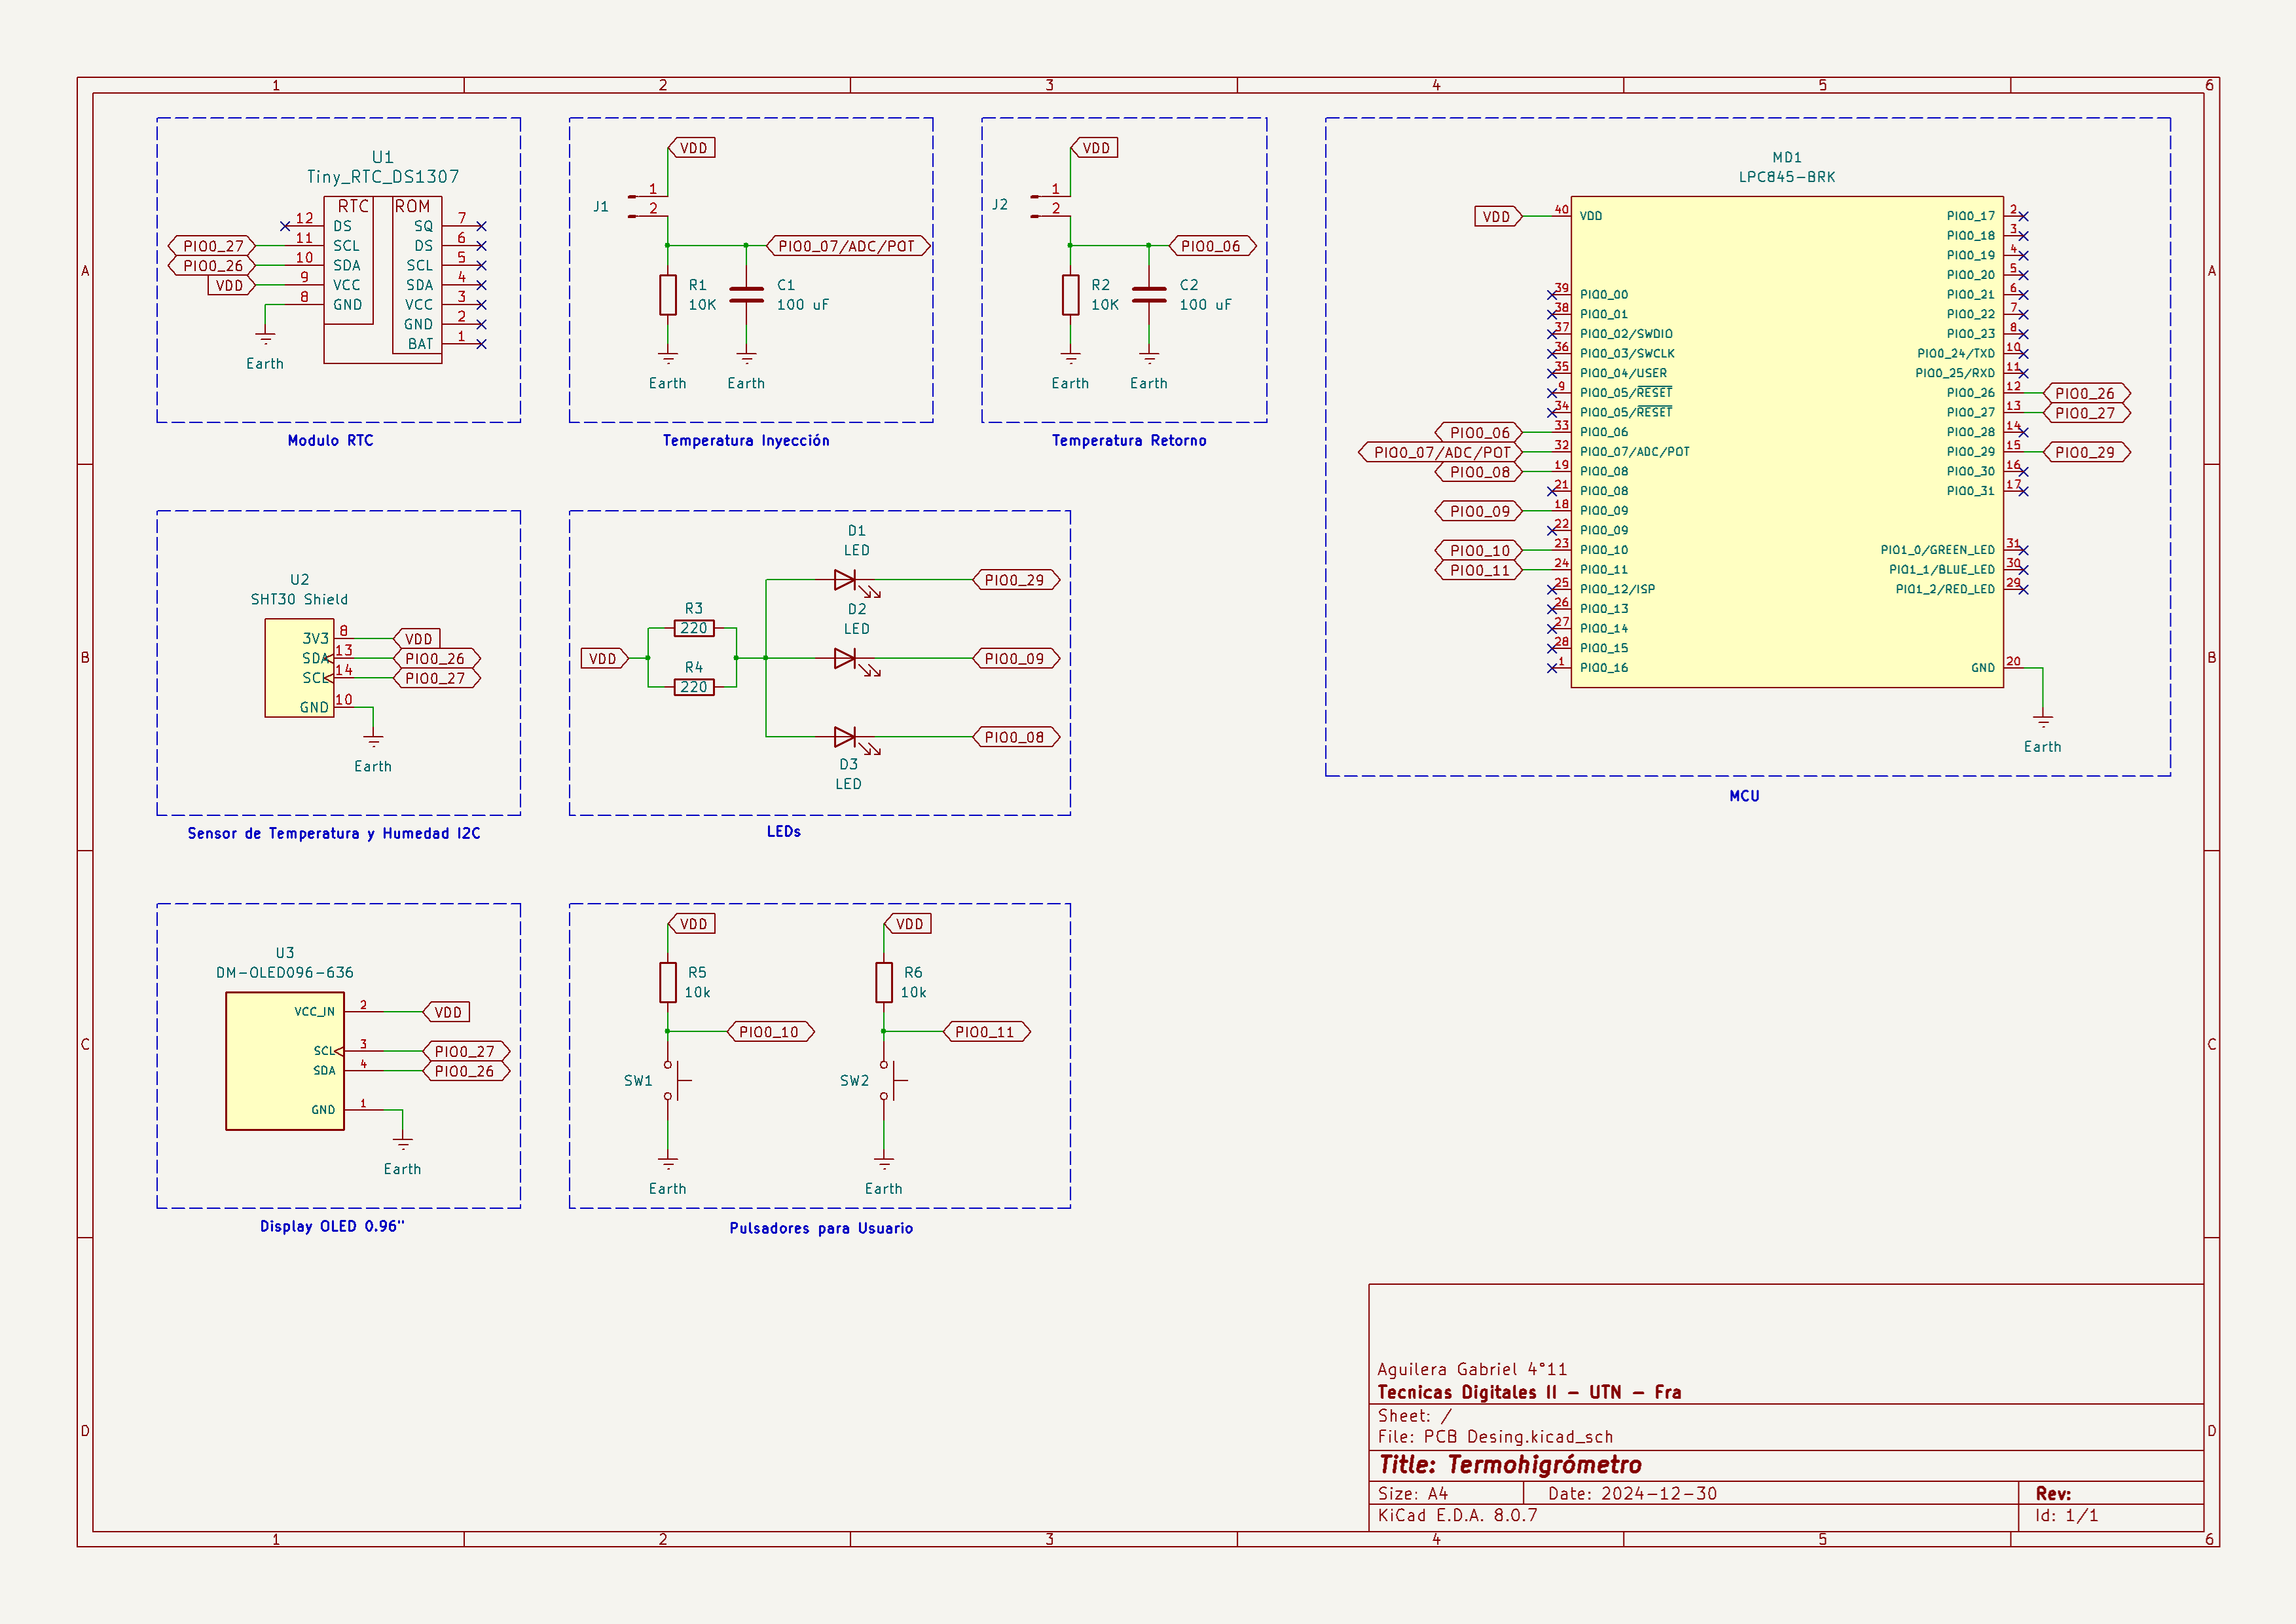 1 2 3 4 5 6
A
B
C
D
A
B
C
D
U1
Tiny_RTC_DS1307
RTC ROM
12 DS
11 SCL
10 SDA
9 VCC
8 GND
SQ 7
DS 6
SCL 5
SDA 4
VCC 3
GND 2
BAT 1
PIO0_27
PIO0_26
VDD
Earth
Modulo RTC
VDD
J1
1
2
PIO0_07/ADC/POT
R1
10K
C1
100 uF
Earth
Earth
Temperatura Inyección
VDD
J2
1
2
PIO0_06
R2
10K
C2
100 uF
Earth
Earth
Temperatura Retorno
MD1
LPC845-BRK
VDD
40 VDD
39 PIO0_00
38 PIO0_01
37 PIO0_02/SWDIO
36 PIO0_03/SWCLK
35 PIO0_04/USER
9 PIO0_05/RESET
34 PIO0_05/RESET
PIO0_06 33 PIO0_06
PIO0_07/ADC/POT 32 PIO0_07/ADC/POT
PIO0_08 19 PIO0_08
21 PIO0_08
PIO0_09 18 PIO0_09
22 PIO0_09
PIO0_10 23 PIO0_10
PIO0_11 24 PIO0_11
25 PIO0_12/ISP
26 PIO0_13
27 PIO0_14
28 PIO0_15
1 PIO0_16
PIO0_17 2
PIO0_18 3
PIO0_19 4
PIO0_20 5
PIO0_21 6
PIO0_22 7
PIO0_23 8
PIO0_24/TXD 10
PIO0_25/RXD 11
PIO0_26 12 PIO0_26
PIO0_27 13 PIO0_27
PIO0_28 14
PIO0_29 15 PIO0_29
PIO0_30 16
PIO0_31 17
PIO1_0/GREEN_LED 31
PIO1_1/BLUE_LED 30
PIO1_2/RED_LED 29
GND 20
Earth
MCU
U2
SHT30 Shield
3V3 8 VDD
SDA 13 PIO0_26
SCL 14 PIO0_27
GND 10
Earth
Sensor de Temperatura y Humedad I2C
D1
LED
PIO0_29
D2
LED
R3
220
VDD
R4
220
PIO0_09
PIO0_08
D3
LED
LEDs
U3
DM-OLED096-636
VCC_IN 2 VDD
SCL 3 PIO0_27
SDA 4 PIO0_26
GND 1
Earth
Display OLED 0.96"
VDD
R5
10k
PIO0_10
SW1
Earth
VDD
R6
10k
PIO0_11
SW2
Earth
Pulsadores para Usuario
Aguilera Gabriel 4°11
Tecnicas Digitales II - UTN - Fra
Sheet: /
File: PCB Desing.kicad_sch
Title: Termohigrómetro
Size: A4 Date: 2024-12-30 Rev:
KiCad E.D.A. 8.0.7 Id: 1/1
1 2 3 4 5 6